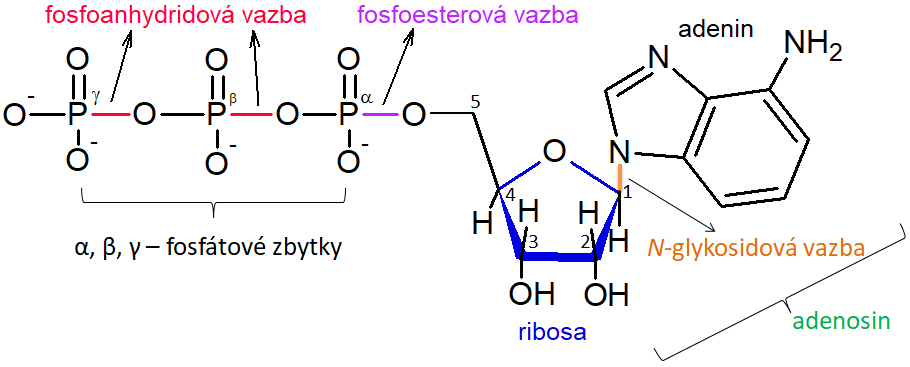 fosfoanhydridová vazba
fosfoesterová vazba
adenin
NH2
O O O
N
γ β α
O- P O P O P O 5
N
O
O- O- O-
4 1
H H H H
3 2
α, β, γ – fosfátové zbytky
N-glykosidová vazba
OH OH
ribosa
adenosin